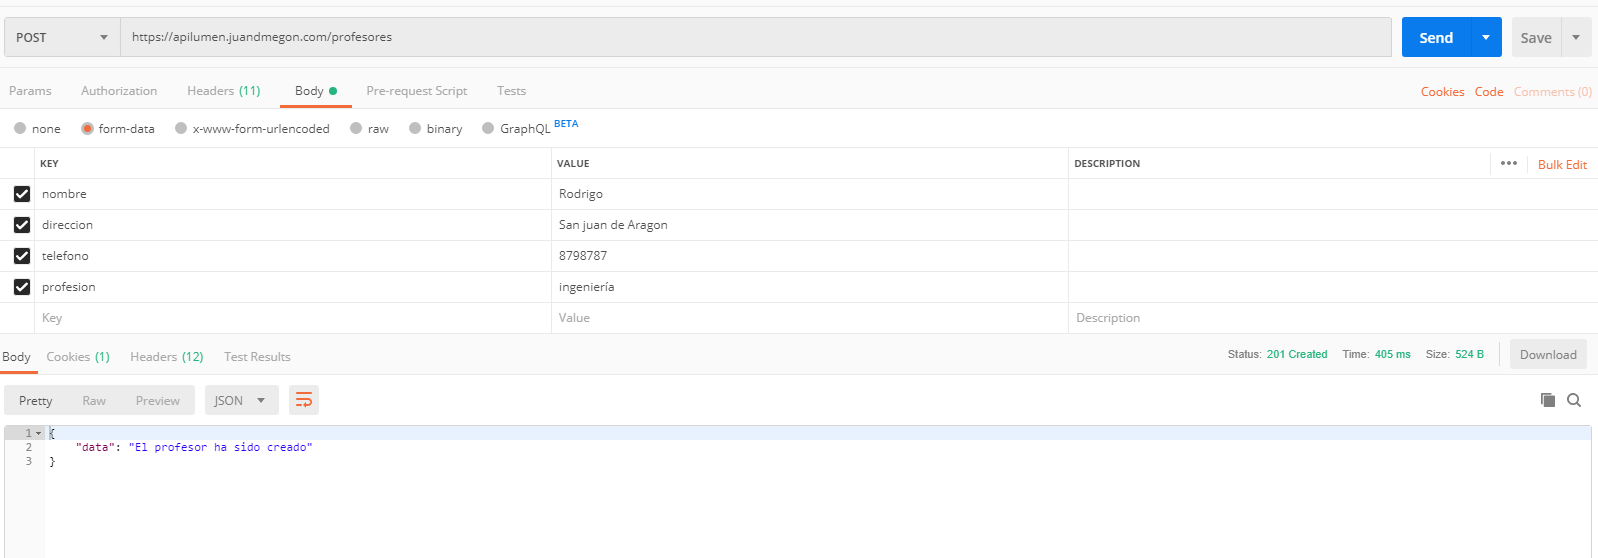 POST https://apilumen.juandmegon.com/profesores Send Save
Params Authorization Headers (11) Body Pre-request Script Tests Cookies Code Comments (0)
none form-data x-www-form-urlencoded raw binary GraphQL BETA
KEY VALUE DESCRIPTION ••• Bulk Edit
nombre Rodrigo
direccion San juan de Aragon
telefono 8798787
profesion ingeniería
Key Value Description
Body Cookies (1) Headers (12) Test Results Status: 201 Created Time: 405 ms Size: 524 B Download
Pretty Raw Preview JSON
1 {
2 "data": "El profesor ha sido creado"
3 }